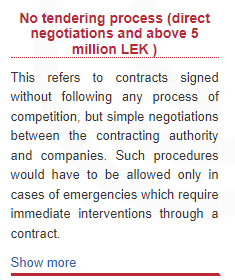 No tendering process (direct
negotiations and above 5
million LEK )
This refers to contracts signed
without following any process of
competition, but simple negotiations
between the contracting authority
and companies. Such procedures
would have to be allowed only in
cases of emergencies which require
immediate interventions through a
contract.
Show more